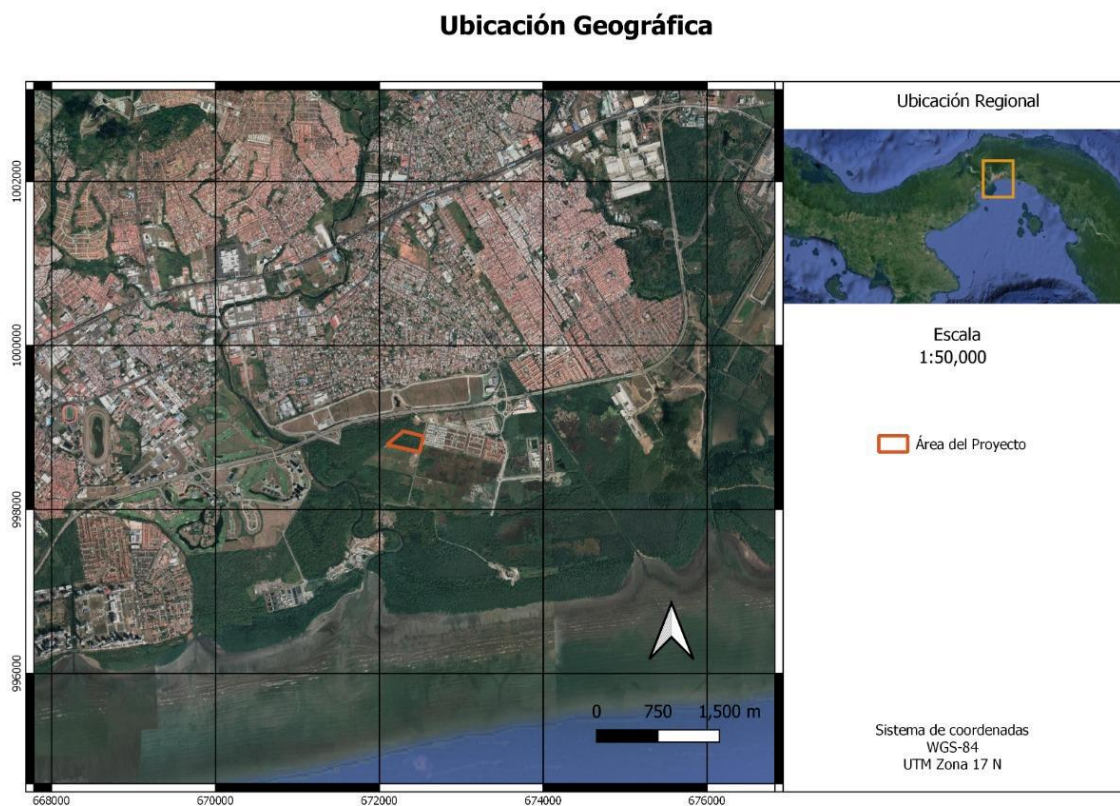 Ubicación Geográfica
1002000
1000000
998000
996000
668000
670000
672000
674000
676000
0 750 1,500 m
Ubicación Regional
Escala
1:50,000
Área del Proyecto
Sistema de coordenadas
WGS-84
UTM Zona 17 N